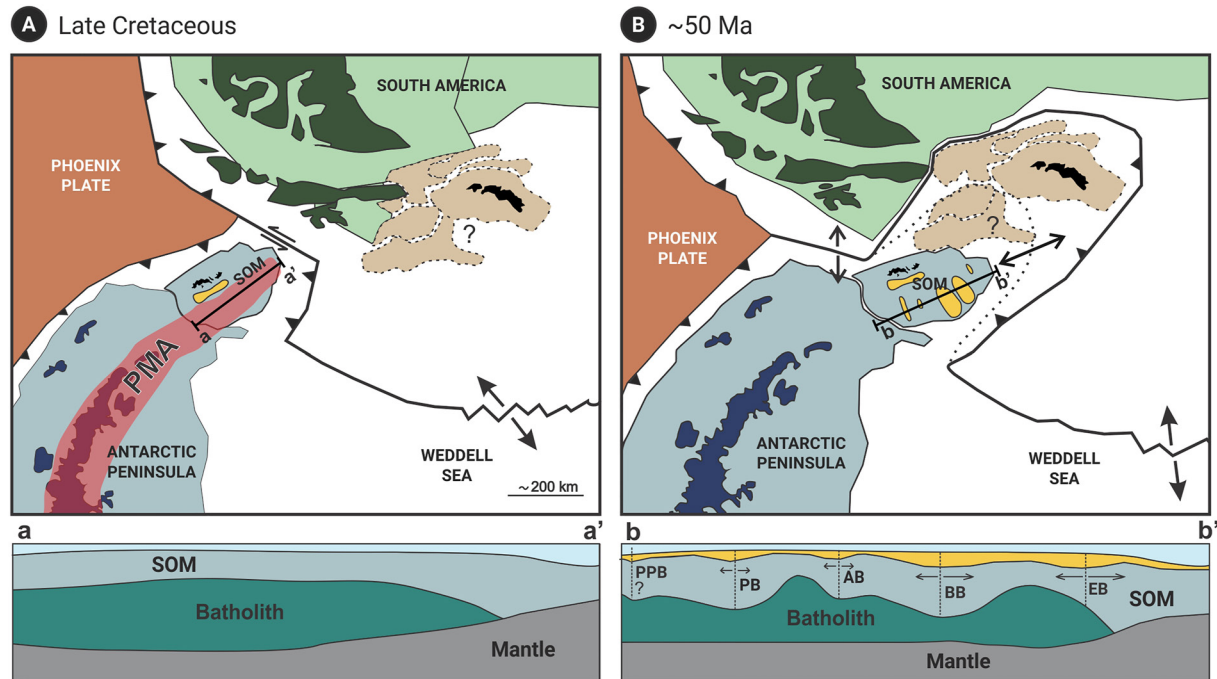 A Late Cretaceous
SOUTH AMERICA
PHOENIX
PLATE
?
SOM
a'
a
PMA
ANTARCTIC
PENINSULA
WEDDELL
SEA
~200 km
a
a'
SOM
Batholith
Mantle
B ~50 Ma
SOUTH AMERICA
PHOENIX
PLATE
?
SOM
b'
b
ANTARCTIC
PENINSULA
WEDDELL
SEA
b
b'
PPB
?
PB
AB
BB
EB
SOM
Batholith
Mantle